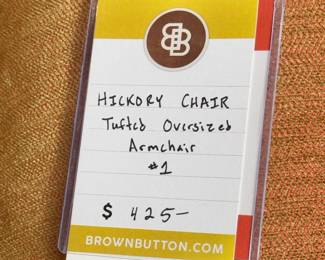 HICKORY CHAIR
Tufted Oversized
Armchair
#1
$ 425-
BROWNBUTTON.COM